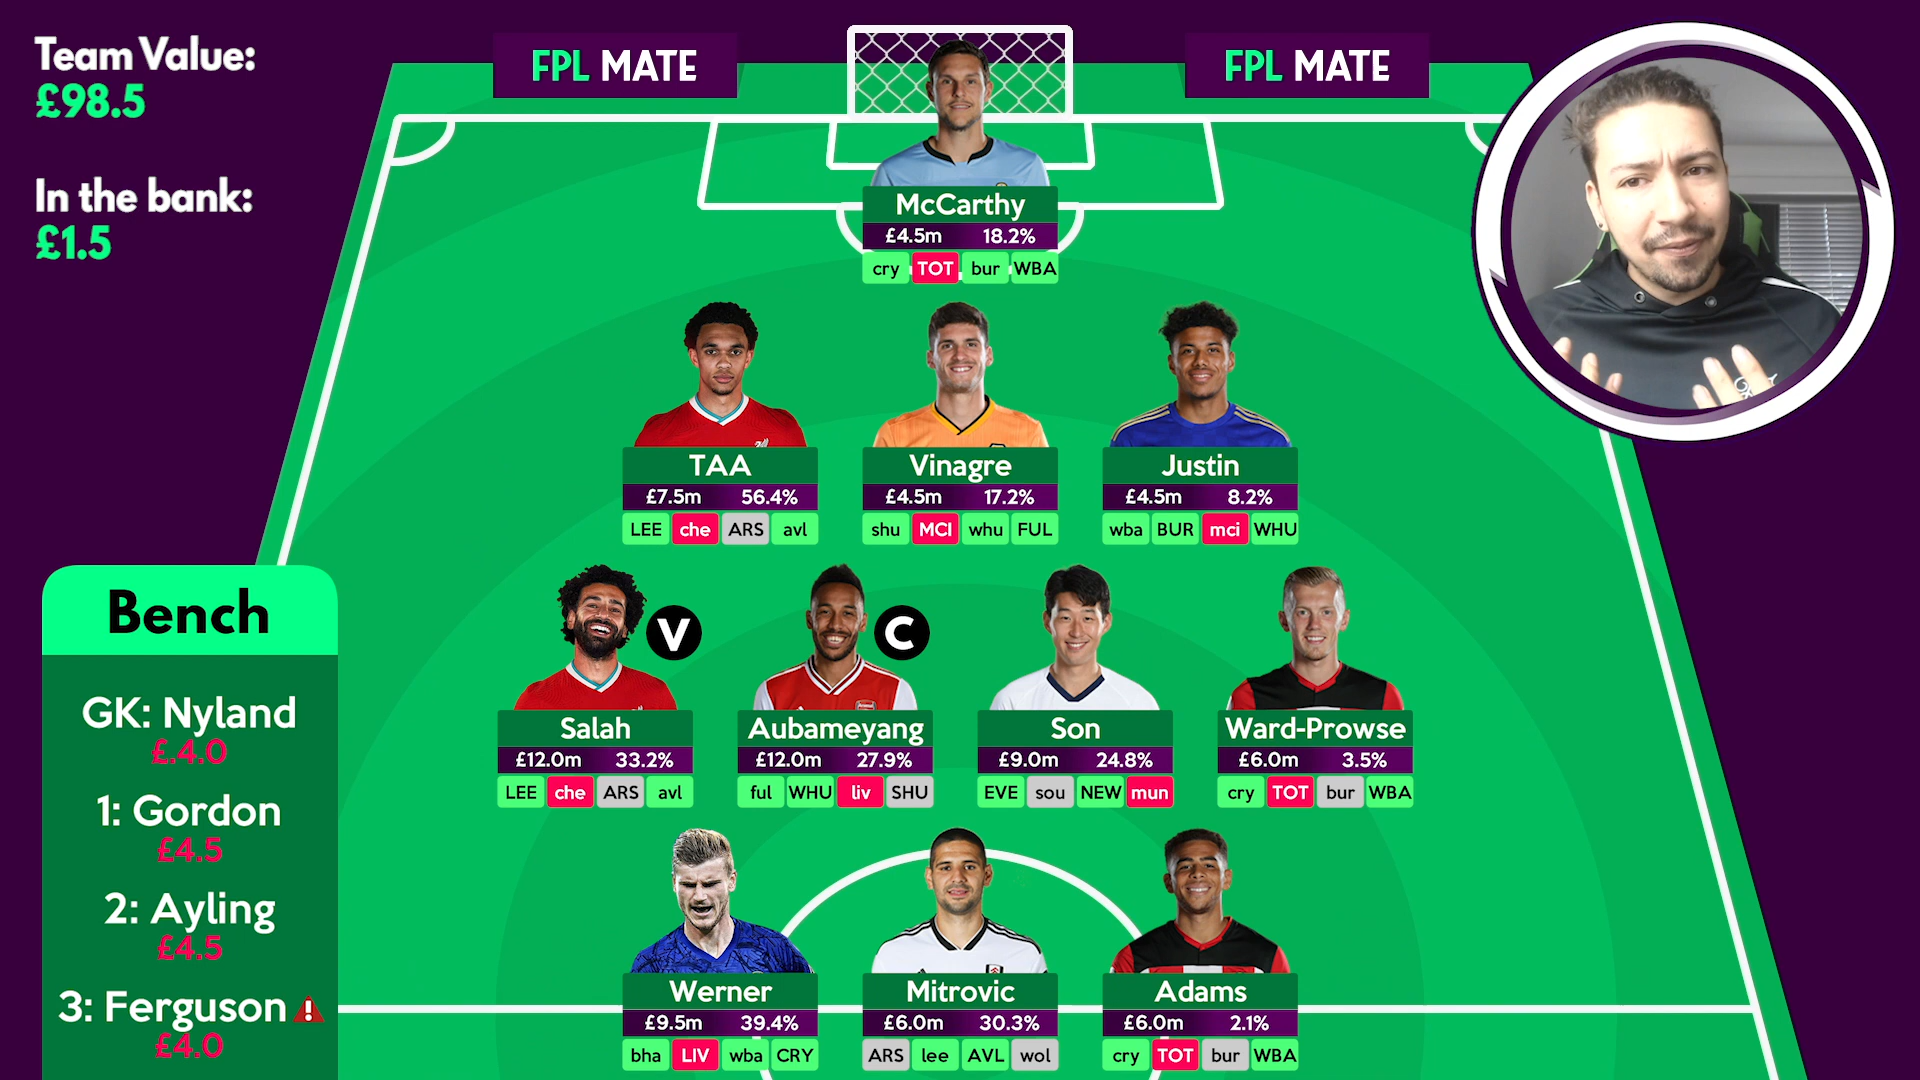 Team Value:
£98.5
In the bank:
£1.5
FPL MATE
FPL MATE
McCarthy
£4.5m 18.2%
cry TOT bur WBA
TAA
£7.5m 56.4%
LEE che ARS avl
Vinagre
£4.5m 17.2%
shu MCI whu FUL
Justin
£4.5m 8.2%
wba BUR mci WHU
V
Salah
£12.0m 33.2%
LEE che ARS avl
C
Aubameyang
£12.0m 27.9%
ful WHU liv SHU
Son
£9.0m 24.8%
EVE sou NEW mun
Ward-Prowse
£6.0m 3.5%
cry TOT bur WBA
Werner
£9.5m 39.4%
bha LIV wba CRY
Mitrovic
£6.0m 30.3%
ARS lee AVL wol
Adams
£6.0m 2.1%
cry TOT bur WBA
Bench
GK: Nyland
£.4.0
1: Gordon
£4.5
2: Ayling
£4.5
3: Ferguson
£4.0